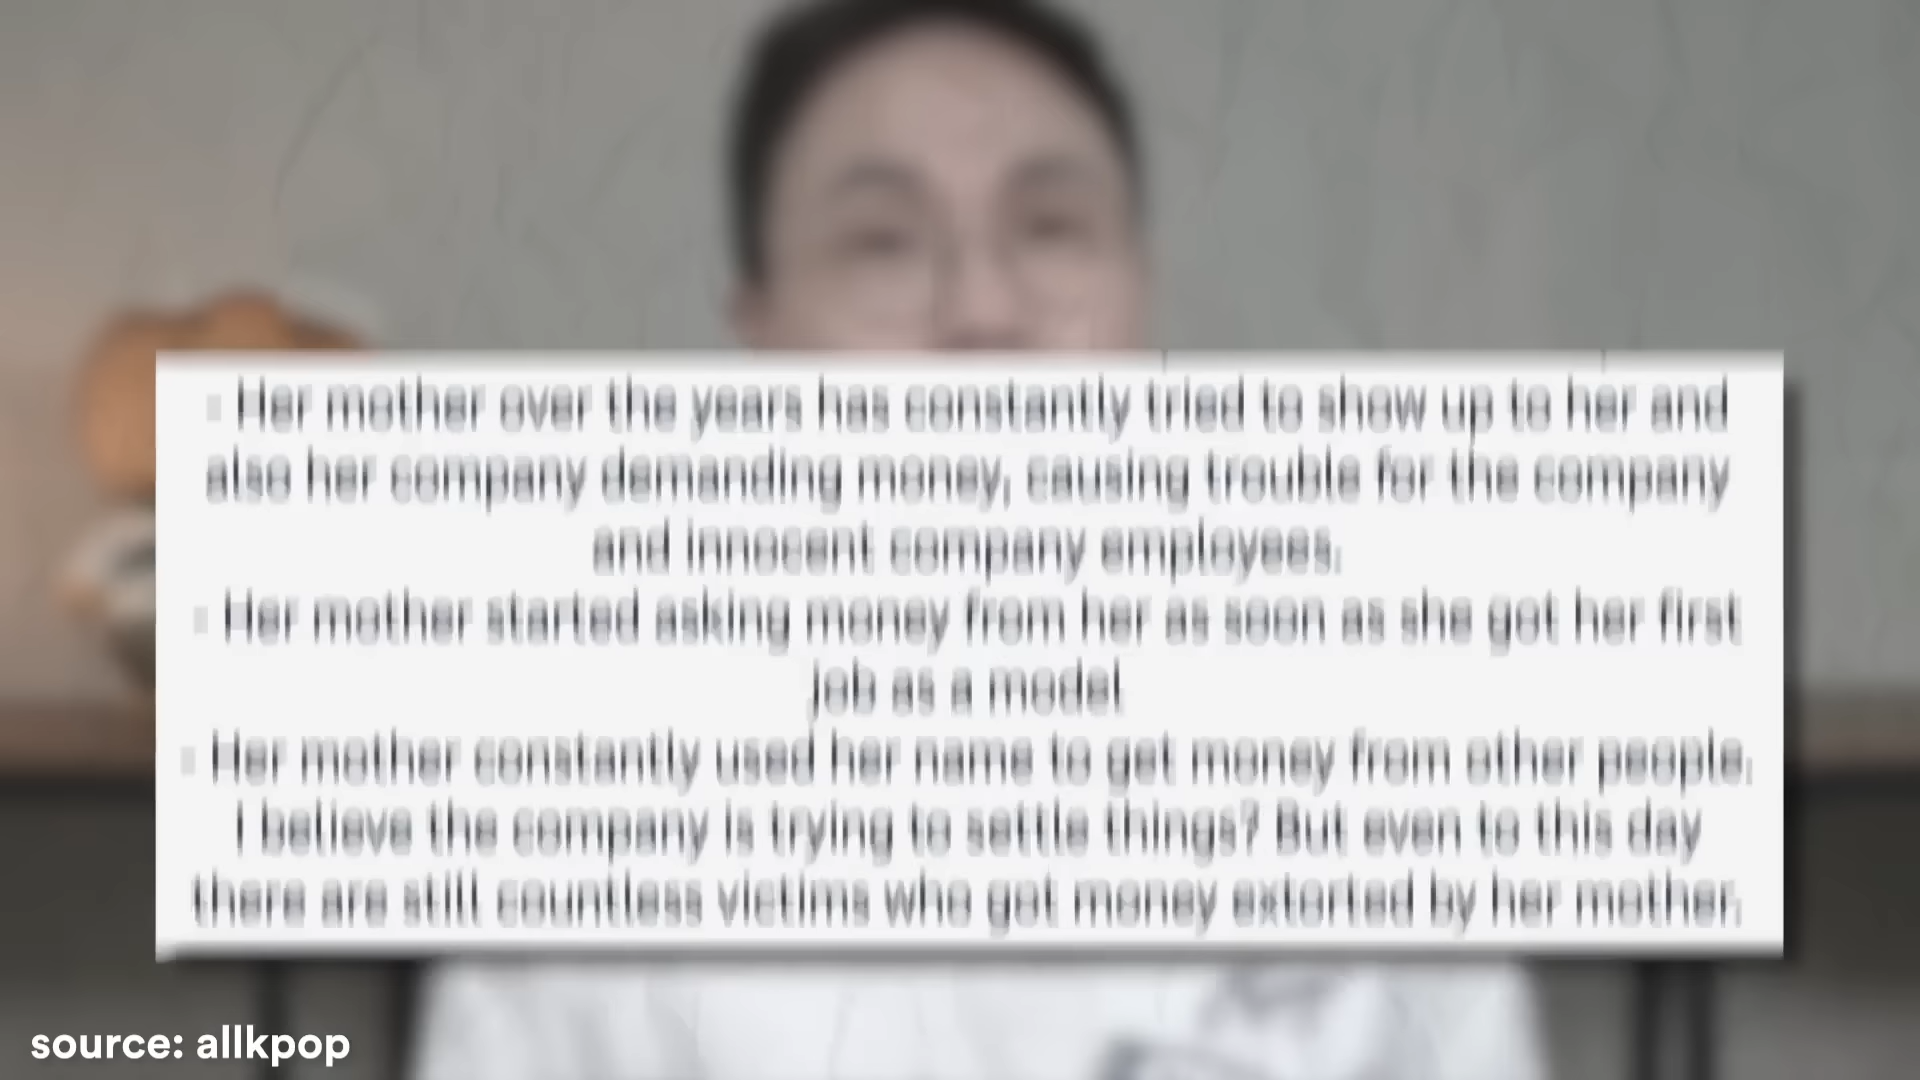 ▪ Her mother over the years has constantly tried to show up to her and
also her company demanding money, causing trouble for the company
and innocent company employees.
▪ Her mother started asking money from her as soon as she got her first
job as a model
▪ Her mother constantly used her name to get money from other people.
I believe the company is trying to settle things? But even to this day
there are still countless victims who got money extorted by her mother.
source: allkpop